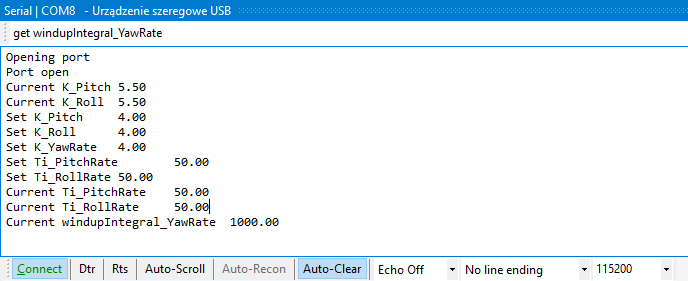 Serial | COM8 - Urządzenie szeregowe USB
get windupIntegral_YawRate
Opening port
Port open
Current K_Pitch 5.50
Current K_Roll 5.50
Set K_Pitch 4.00
Set K_Roll 4.00
Set K_YawRate 4.00
Set Ti_PitchRate 50.00
Set Ti_RollRate 50.00
Current Ti_PitchRate 50.00
Current Ti_RollRate 50.00
Current windupIntegral_YawRate 1000.00
Connect Dtr Rts Auto-Scroll Auto-Recon Auto-Clear Echo Off No line ending 115200